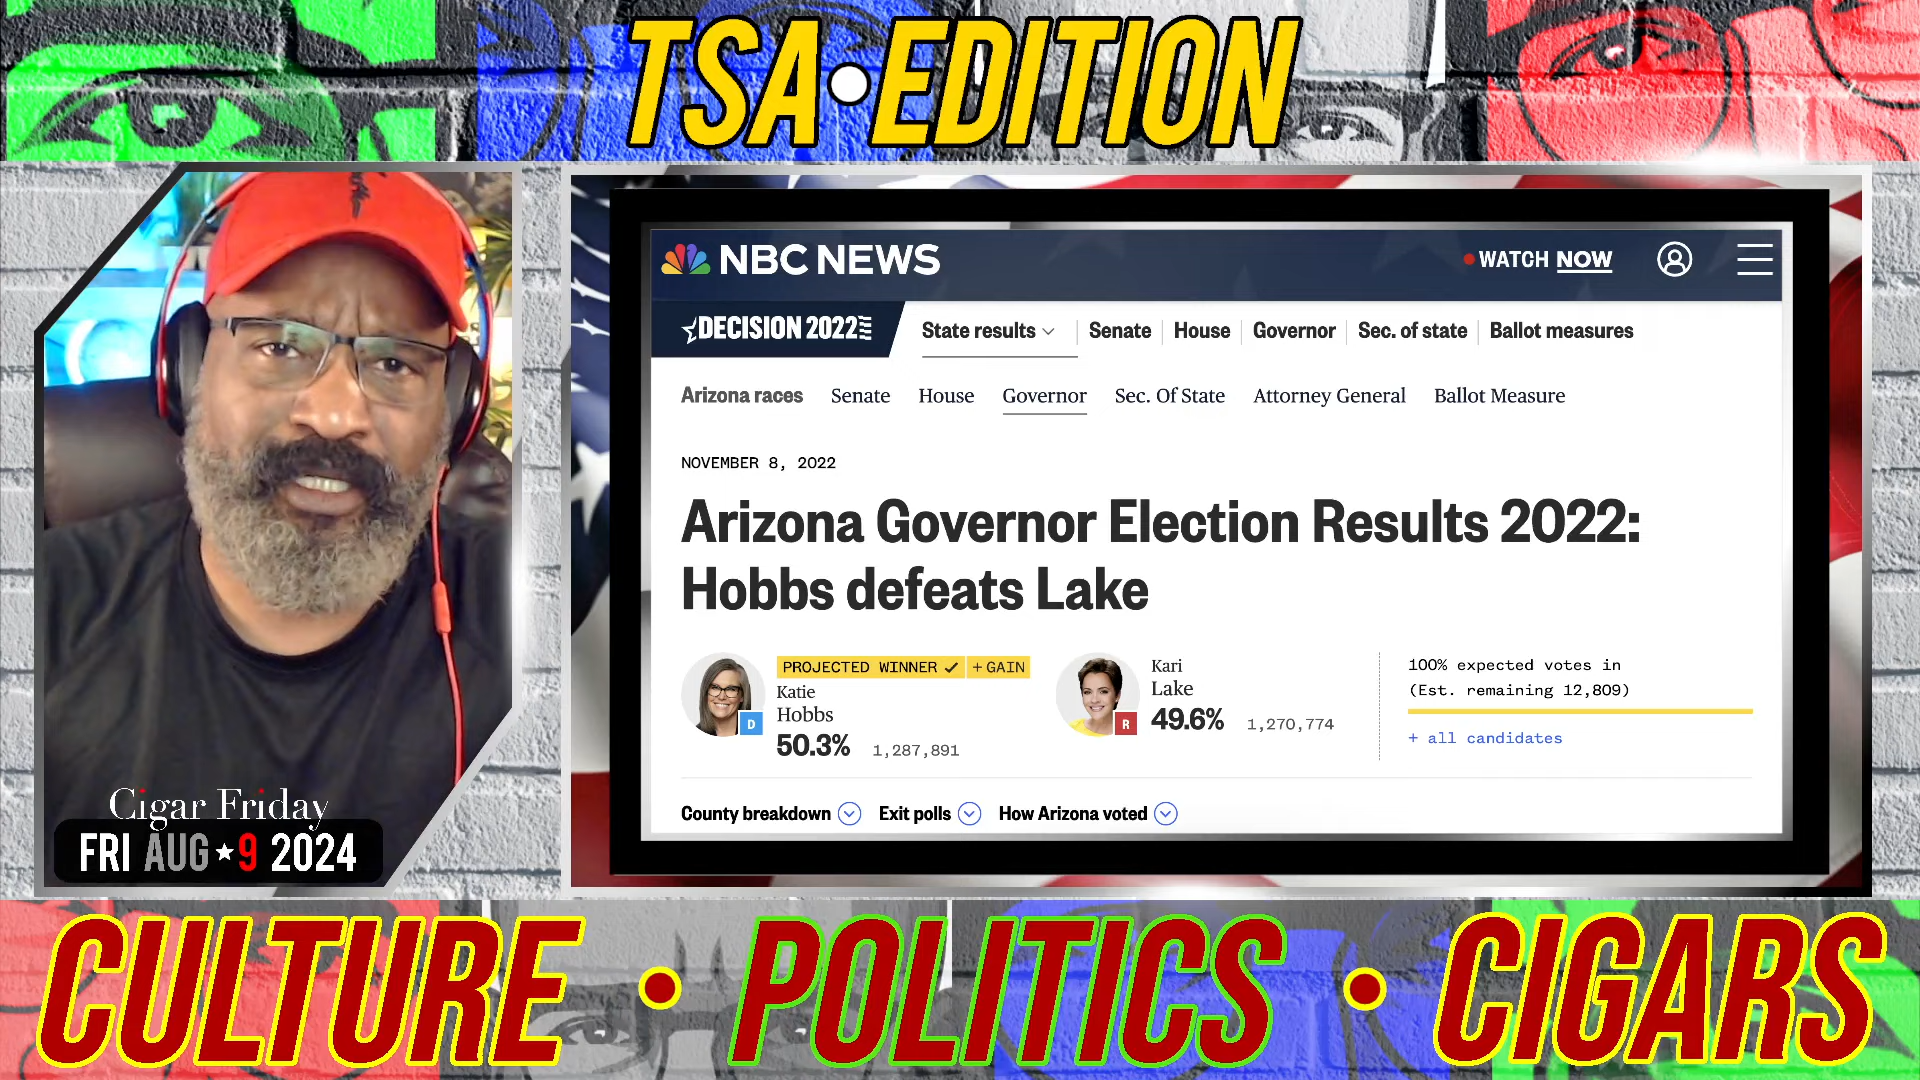 TSA•EDITION
NBC NEWS
WATCH NOW
DECISION 2022
State results
Senate
House
Governor
Sec. of state
Ballot measures
Arizona races
Senate
House
Governor
Sec. Of State
Attorney General
Ballot Measure
NOVEMBER 8, 2022
Arizona Governor Election Results 2022:
Hobbs defeats Lake
PROJECTED WINNER ✓ + GAIN
Katie
Hobbs
D
50.3% 1,287,891
Kari
Lake
R
49.6% 1,270,774
100% expected votes in
(Est. remaining 12,809)
+ all candidates
County breakdown
Exit polls
How Arizona voted
Cigar Friday
FRI AUG★9 2024
CULTURE • POLITICS • CIGARS